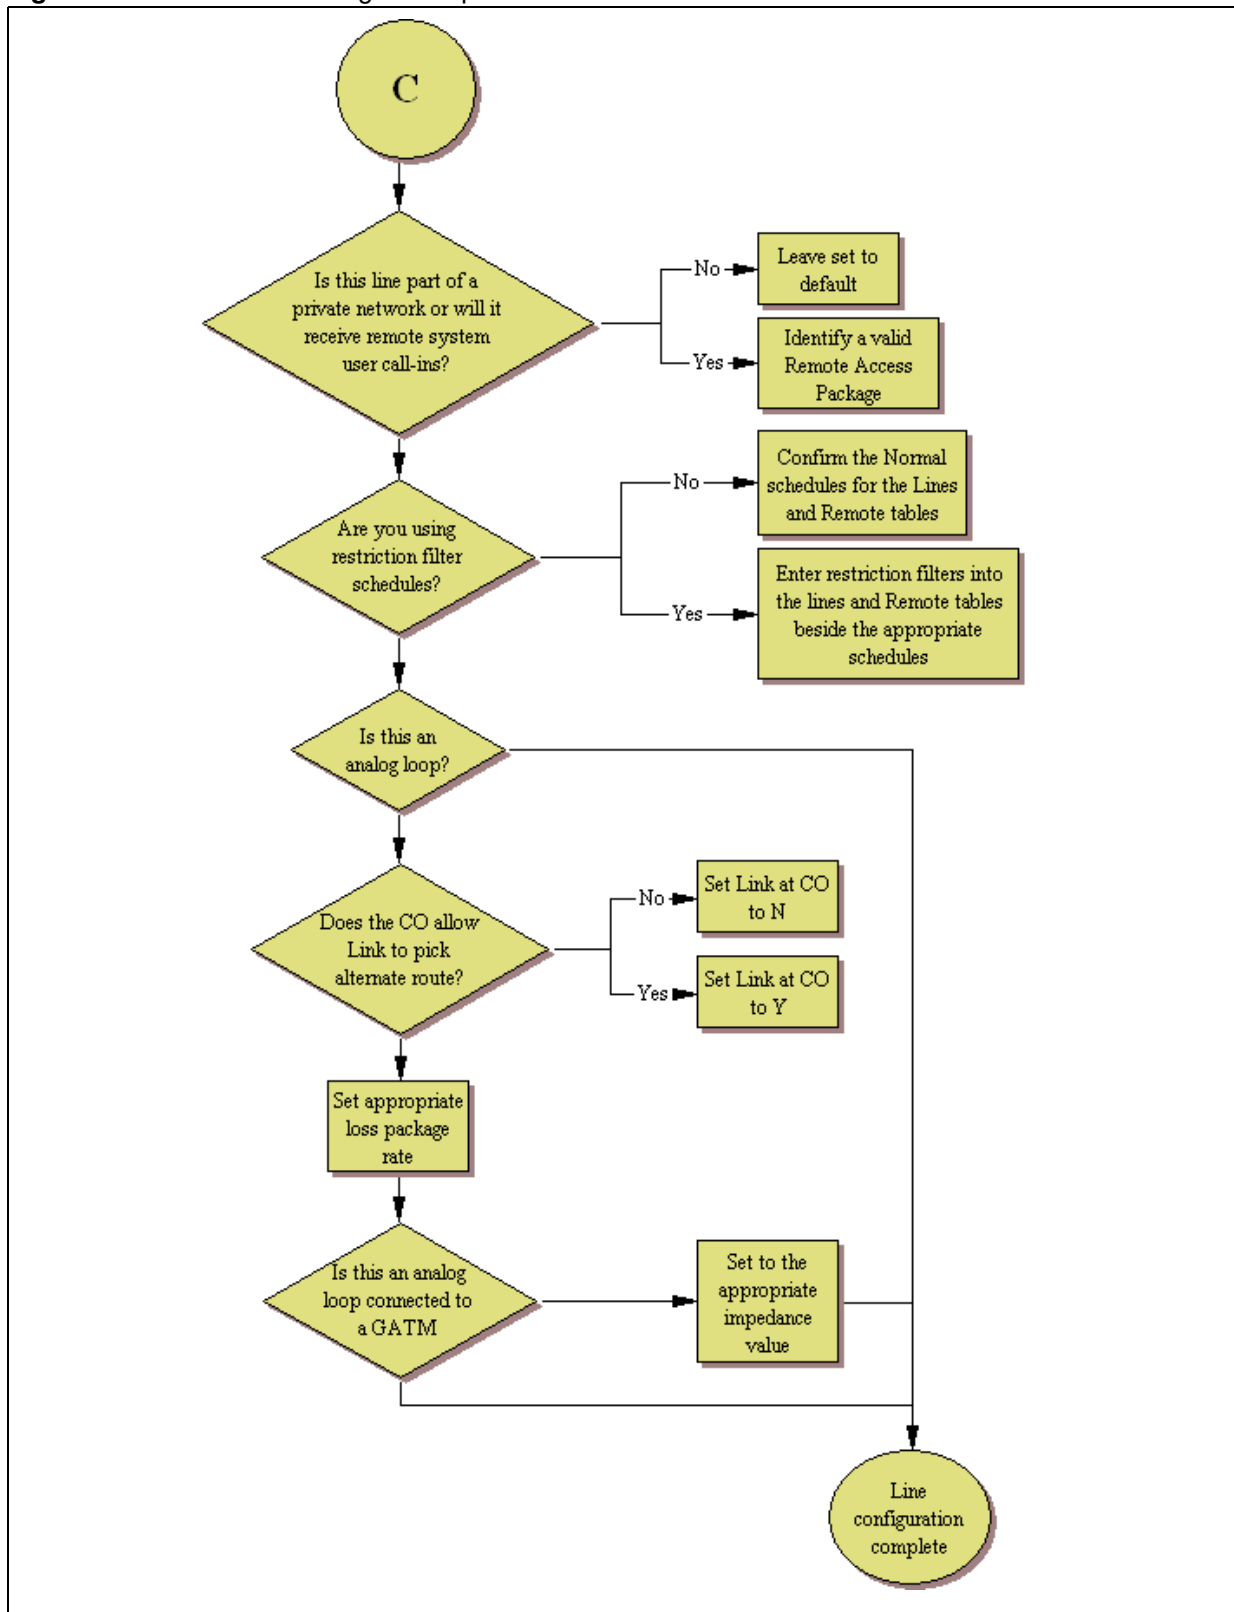 C
Is this line part of a
private network or will it
receive remote system
user call-ins?
No
Leave set to
default
Yes
Identify a valid
Remote Access
Package
Are you using
restriction filter
schedules?
No
Confirm the Normal
schedules for the Lines
and Remote tables
Yes
Enter restriction filters into
the lines and Remote tables
beside the appropriate
schedules
Is this an
analog loop?
Does the CO allow
Link to pick
alternate route?
No
Set Link at CO
to N
Yes
Set Link at CO
to Y
Set appropriate
loss package
rate
Is this an analog
loop connected to
a GATM
Set to the
appropriate
impedance
value
Line
configuration
complete